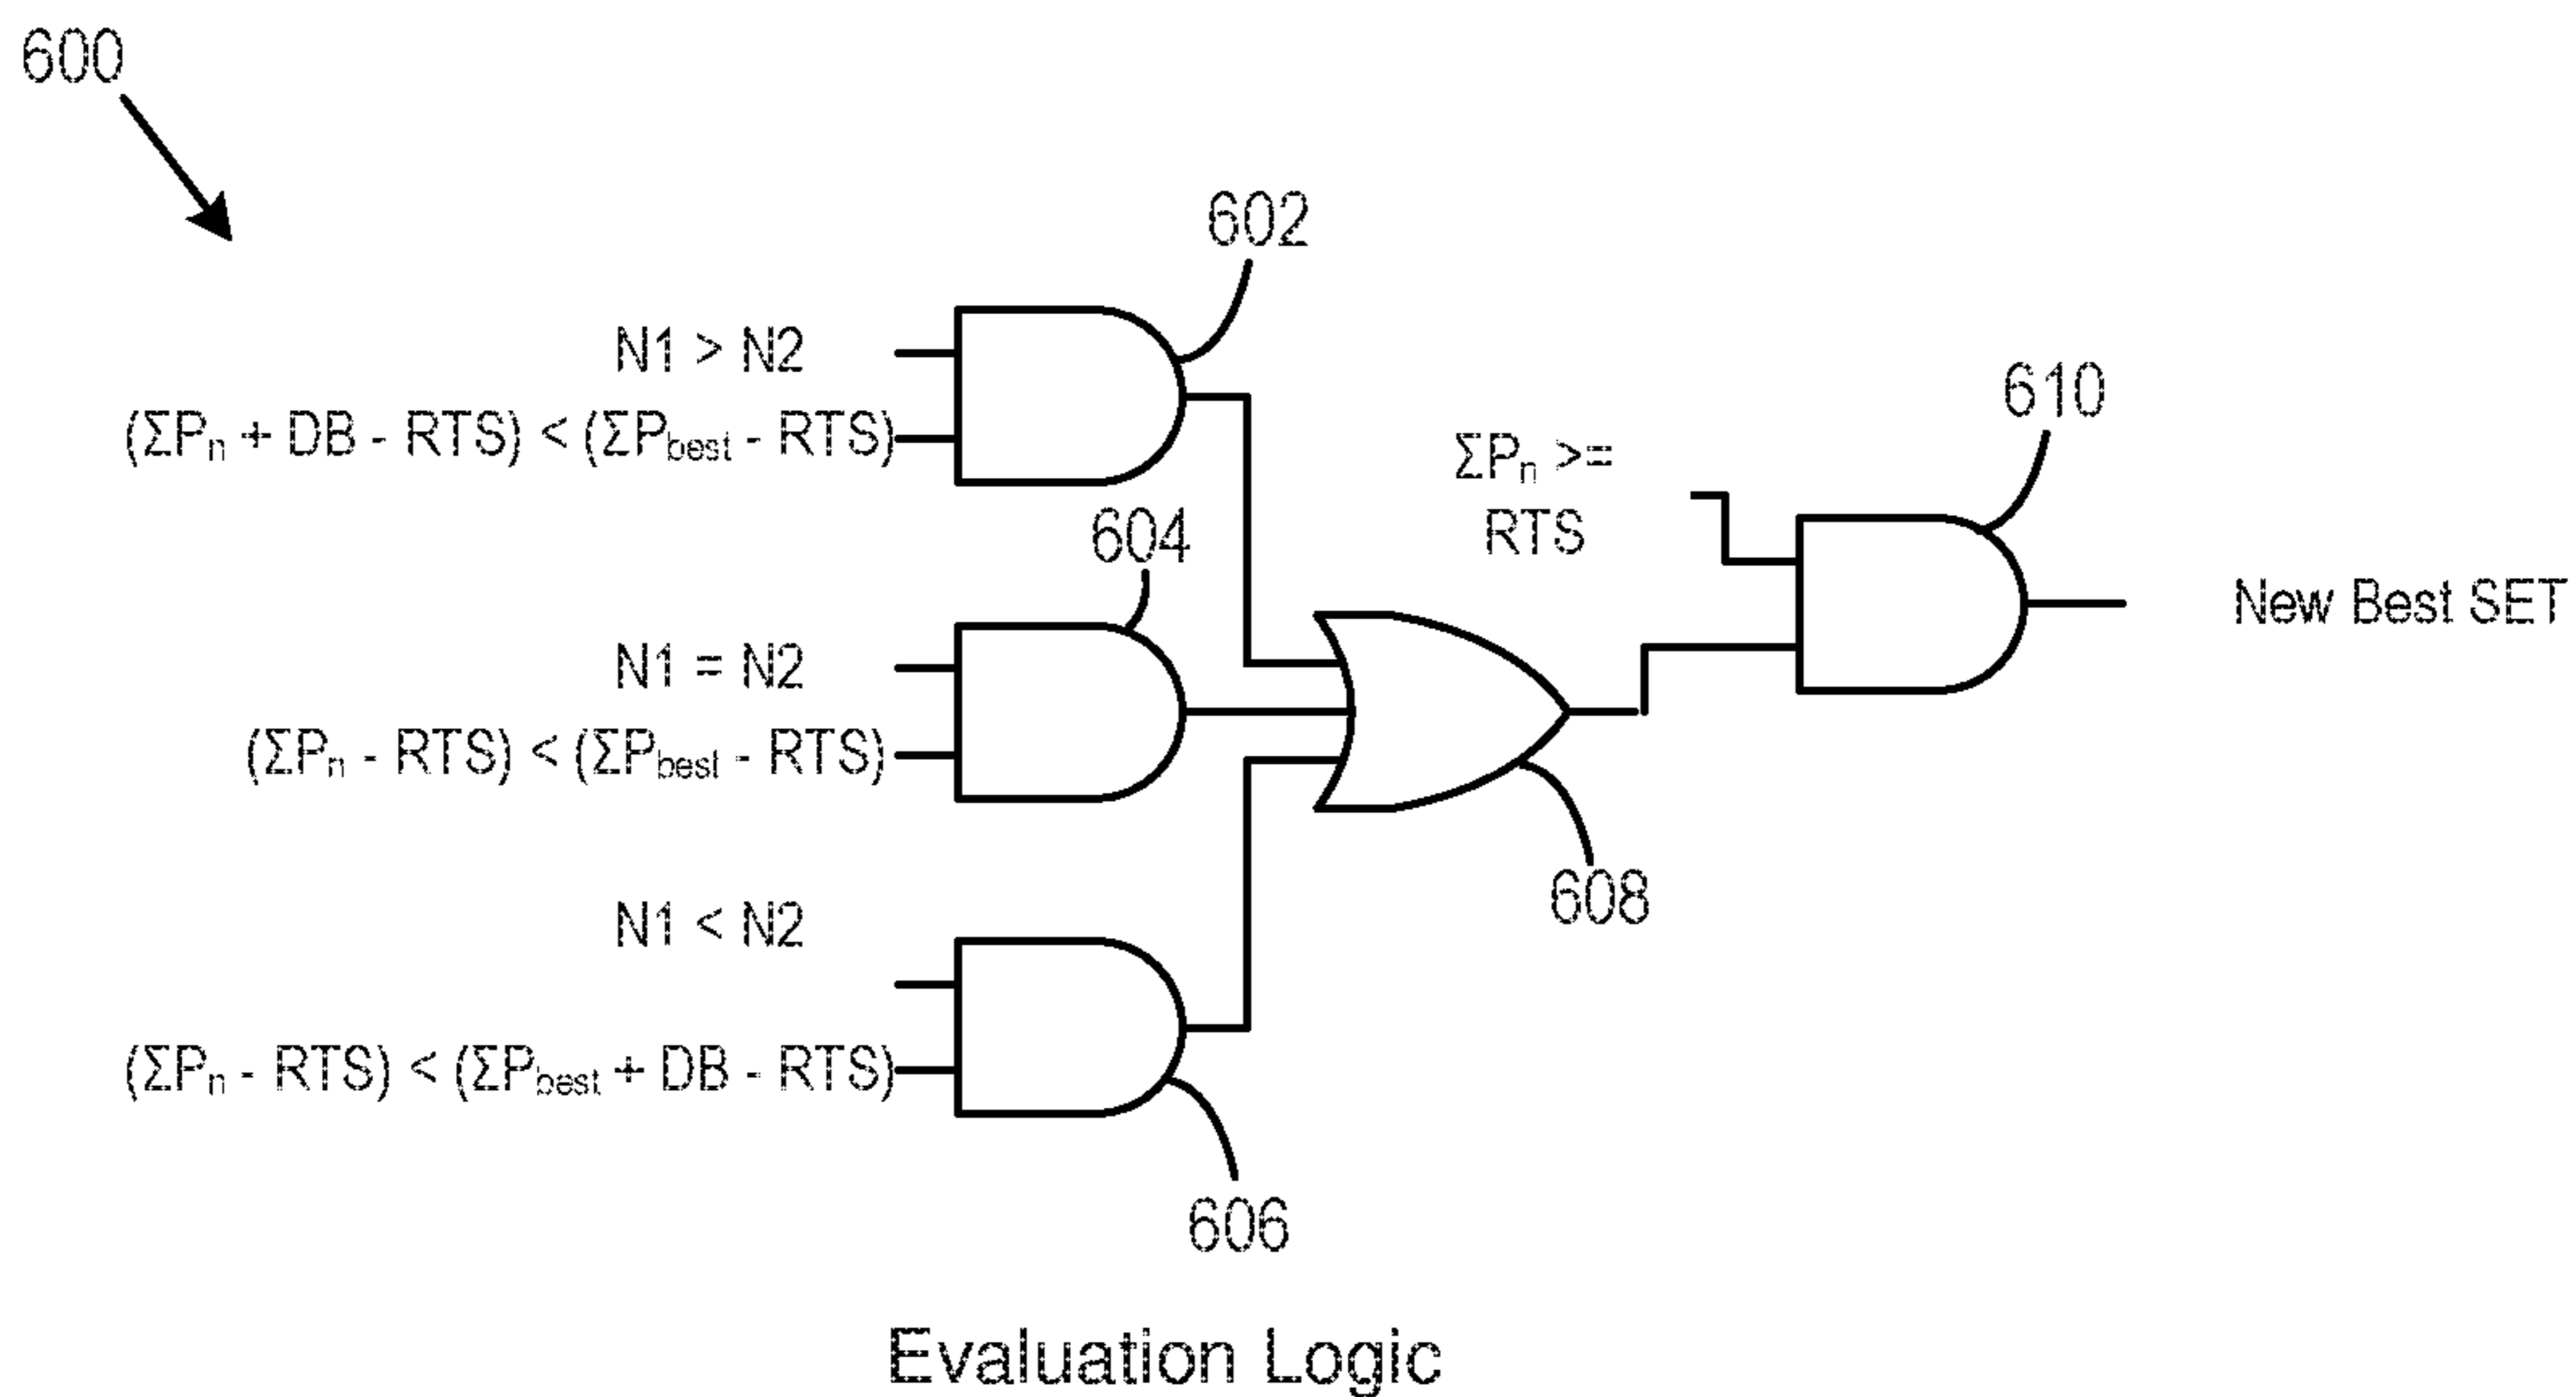 600
602
N1 > N2
(ΣPn + DB - RTS) < (ΣPbest - RTS)
610
ΣPn >=
RTS
604
New Best SET
N1 = N2
(ΣPn - RTS) < (ΣPbest - RTS)
608
N1 < N2
(ΣPn - RTS) < (ΣPbest + DB - RTS)
606
Evaluation Logic